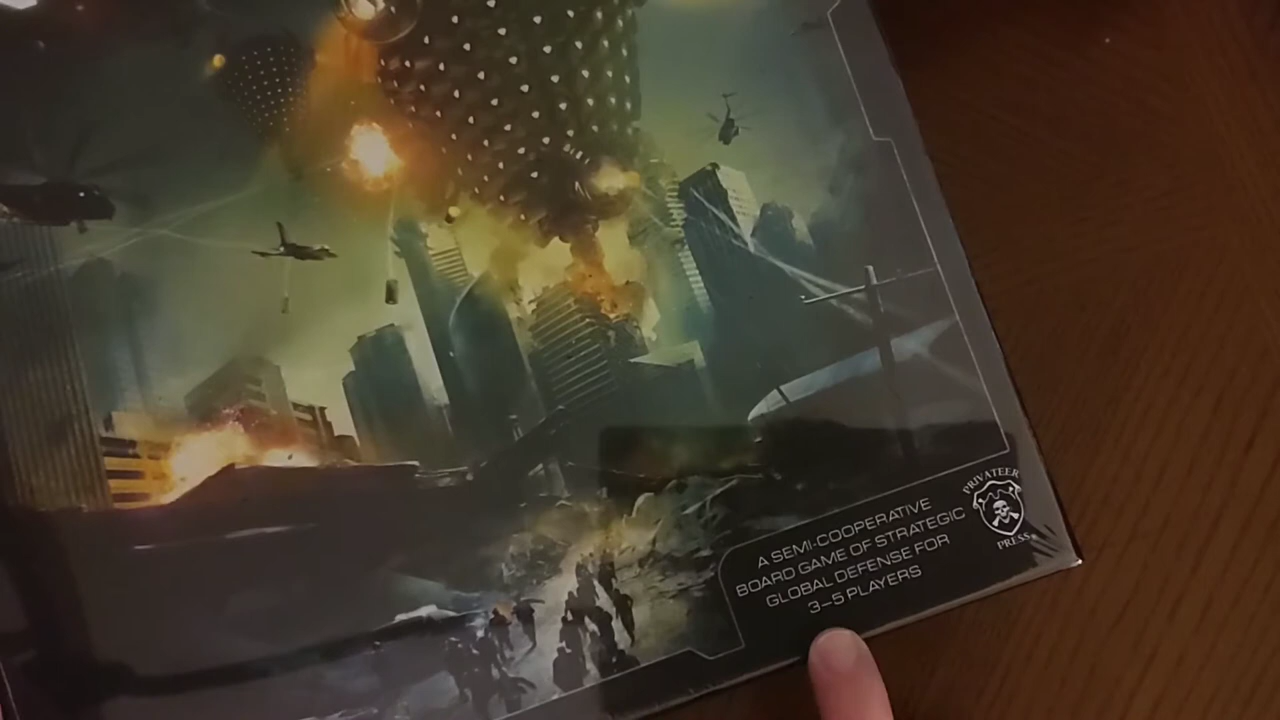 A SEMI-COOPERATIVE
BOARD GAME OF STRATEGIC
GLOBAL DEFENSE FOR
3–5 PLAYERS
PRIVATEER
PRESS